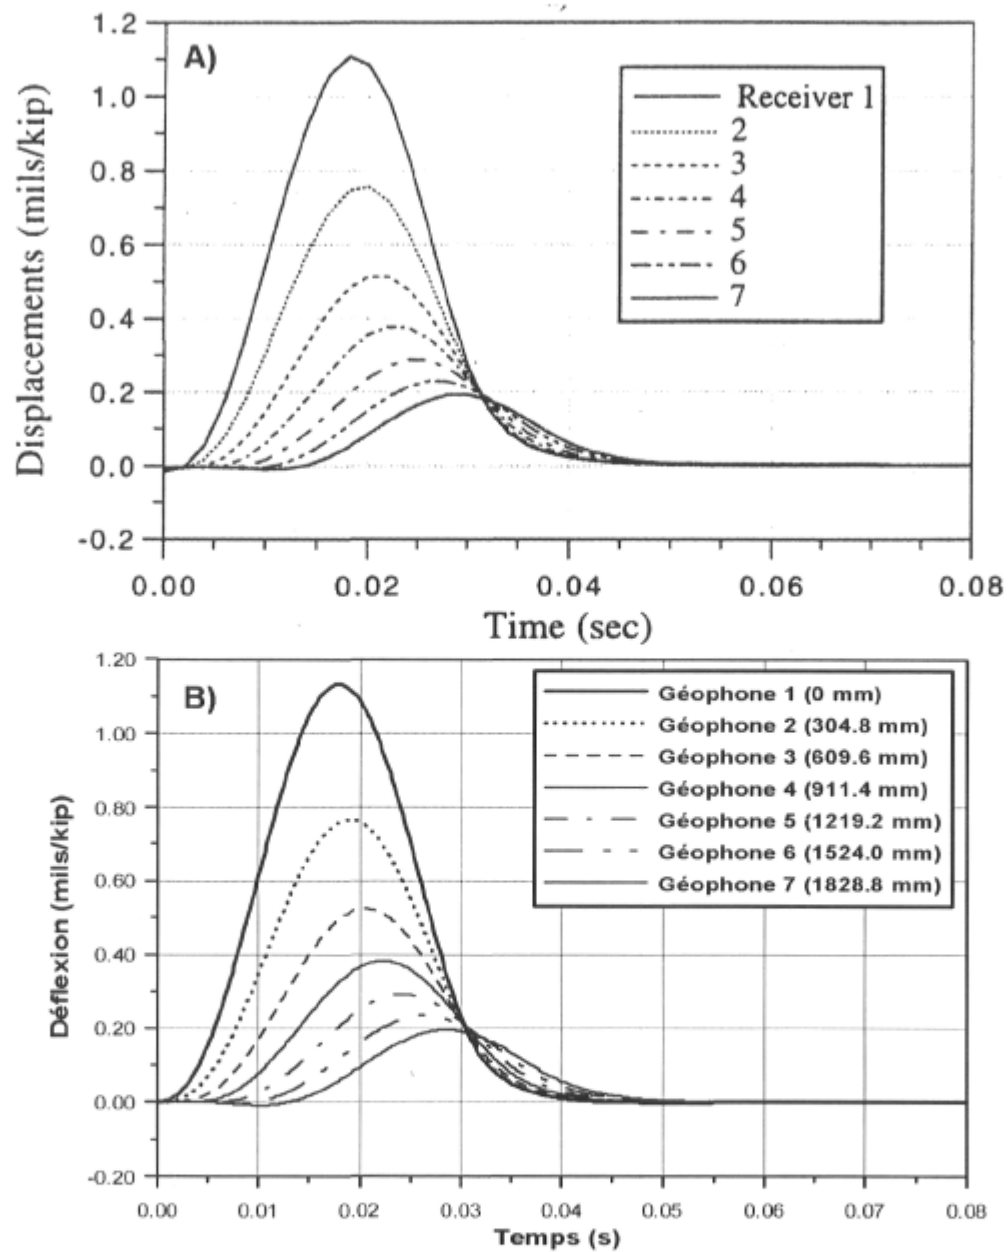 A)
1.2
1.0
0.8
0.6
0.4
0.2
0.0
-0.2
Displacements (mils/kip)
Receiver 1
2
3
4
5
6
7
0.00 0.02 0.04 0.06 0.08
Time (sec)
B)
1.20
1.00
0.80
0.60
0.40
0.20
0.00
-0.20
Déflexion (mils/kip)
Géophone 1 (0 mm)
Géophone 2 (304.8 mm)
Géophone 3 (609.6 mm)
Géophone 4 (911.4 mm)
Géophone 5 (1219.2 mm)
Géophone 6 (1524.0 mm)
Géophone 7 (1828.8 mm)
0.00 0.01 0.02 0.03 0.04 0.05 0.06 0.07 0.08
Temps (s)